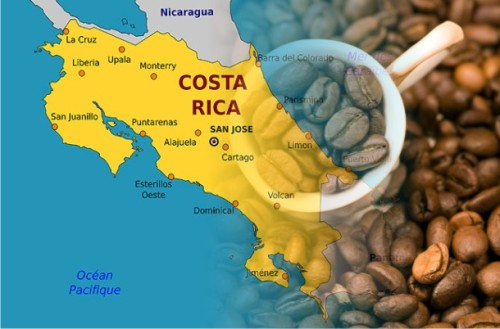 Nicaragua
La Cruz
Liberia
Upala
Monterry
Barra del Colorado
COSTA
RICA
Parismina
San Juanillo
Puntarenas
SAN JOSE
Alajuela
Limon
Cartago
Esterillos
Oeste
Volcan
Dominical
Jiménez
Océan
Pacifique